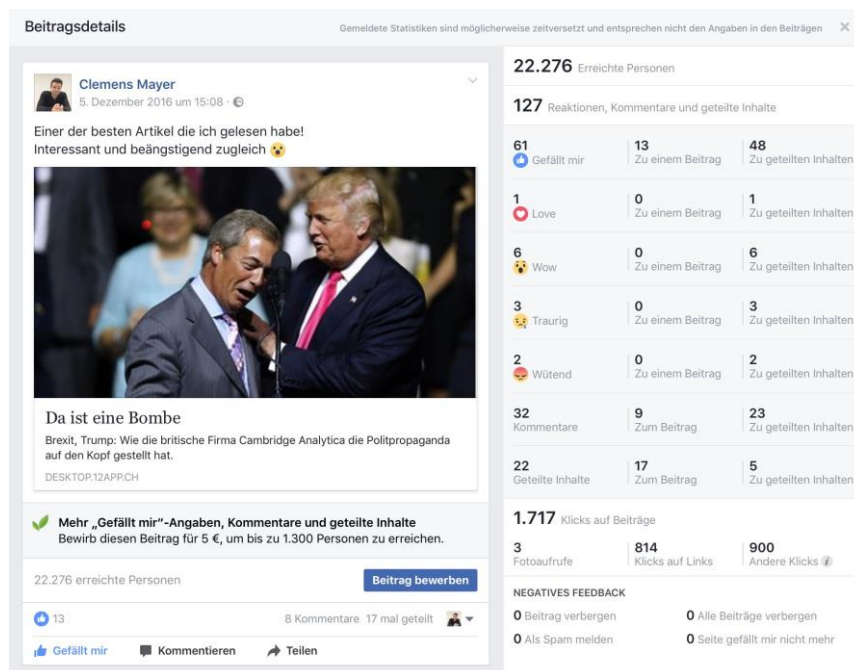 Beitragsdetails
Gemeldete Statistiken sind möglicherweise zeitversetzt und entsprechen nicht den Angaben in den Beiträgen
Clemens Mayer
5. Dezember 2016 um 15:08 ·
Einer der besten Artikel die ich gelesen habe!
Interessant und beängstigend zugleich 😮
Da ist eine Bombe
Brexit, Trump: Wie die britische Firma Cambridge Analytica die Politpropaganda
auf den Kopf gestellt hat.
DESKTOP.12APP.CH
Mehr „Gefällt mir"-Angaben, Kommentare und geteilte Inhalte
Bewirb diesen Beitrag für 5 €, um bis zu 1.300 Personen zu erreichen.
22.276 erreichte Personen
Beitrag bewerben
13
8 Kommentare 17 mal geteilt
Gefällt mir Kommentieren Teilen
22.276 Erreichte Personen
127 Reaktionen, Kommentare und geteilte Inhalte
61 13 48
Gefällt mir Zu einem Beitrag Zu geteilten Inhalten
1 0 1
Love Zu einem Beitrag Zu geteilten Inhalten
6 0 6
Wow Zu einem Beitrag Zu geteilten Inhalten
3 0 3
Traurig Zu einem Beitrag Zu geteilten Inhalten
2 0 2
Wütend Zu einem Beitrag Zu geteilten Inhalten
32 9 23
Kommentare Zum Beitrag Zu geteilten Inhalten
22 17 5
Geteilte Inhalte Zum Beitrag Zu geteilten Inhalten
1.717 Klicks auf Beiträge
3 814 900
Fotoaufrufe Klicks auf Links Andere Klicks i
NEGATIVES FEEDBACK
0 Beitrag verbergen 0 Alle Beiträge verbergen
0 Als Spam melden 0 Seite gefällt mir nicht mehr